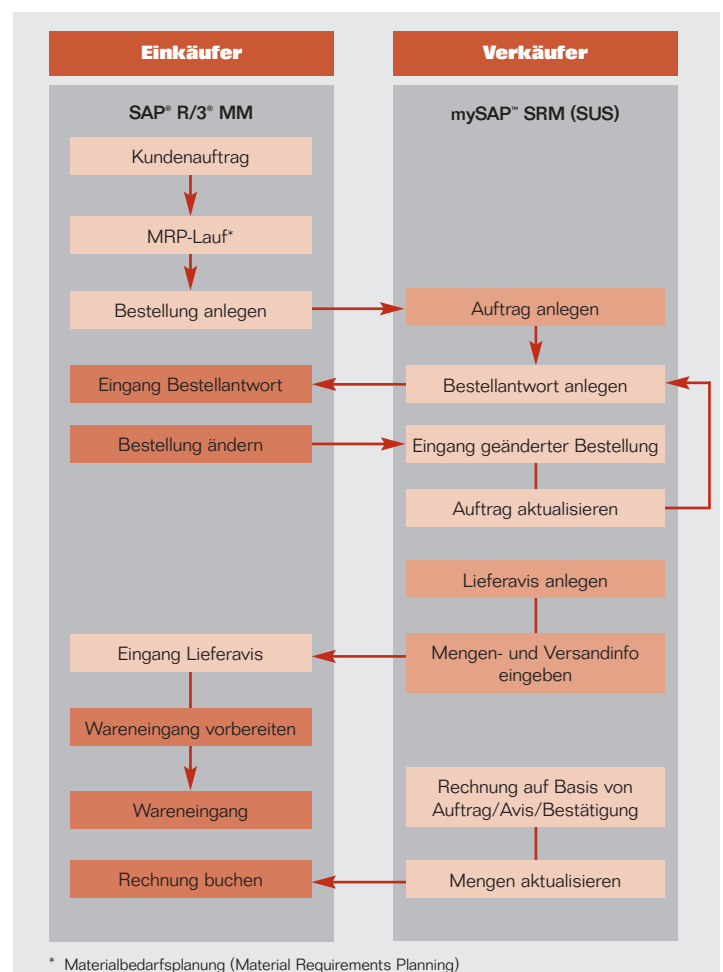 Einkäufer
Verkäufer
SAP® R/3® MM
mySAP™ SRM (SUS)
Kundenauftrag
MRP-Lauf*
Bestellung anlegen
Auftrag anlegen
Eingang Bestellantwort
Bestellantwort anlegen
Bestellung ändern
Eingang geänderter Bestellung
Auftrag aktualisieren
Lieferavis anlegen
Eingang Lieferavis
Mengen- und Versandinfo
eingeben
Wareneingang vorbereiten
Wareneingang
Rechnung auf Basis von
Auftrag/Avis/Bestätigung
Rechnung buchen
Mengen aktualisieren
* Materialbedarfsplanung (Material Requirements Planning)